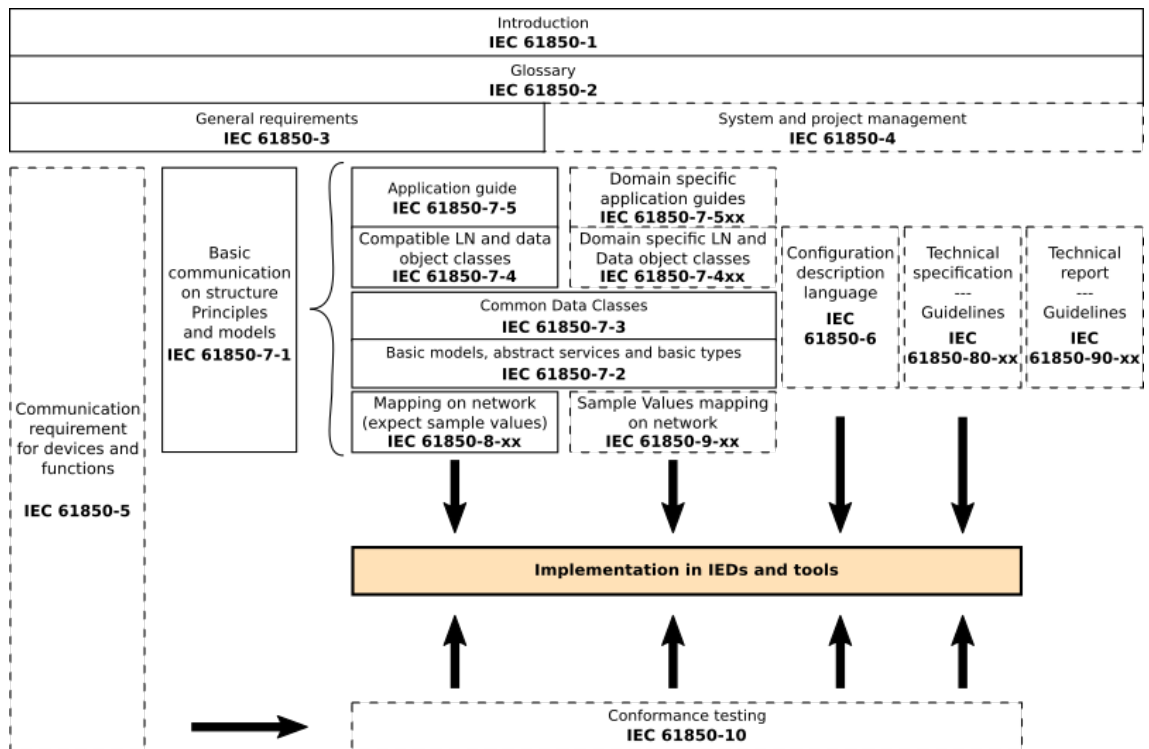 Introduction
IEC 61850-1
Glossary
IEC 61850-2
General requirements
IEC 61850-3
System and project management
IEC 61850-4
Communication
requirement
for devices and
functions
IEC 61850-5
Basic
communication
on structure
Principles
and models
IEC 61850-7-1
Application guide
IEC 61850-7-5
Domain specific
application guides
IEC 61850-7-5xx
Compatible LN and data
object classes
IEC 61850-7-4
Domain specific LN and
Data object classes
IEC 61850-7-4xx
Common Data Classes
IEC 61850-7-3
Basic models, abstract services and basic types
IEC 61850-7-2
Mapping on network
(expect sample values)
IEC 61850-8-xx
Sample Values mapping
on network
IEC 61850-9-xx
Configuration
description
language
IEC
61850-6
Technical
specification
---
Guidelines
IEC
61850-80-xx
Technical
report
---
Guidelines
IEC
61850-90-xx
Implementation in IEDs and tools
Conformance testing
IEC 61850-10